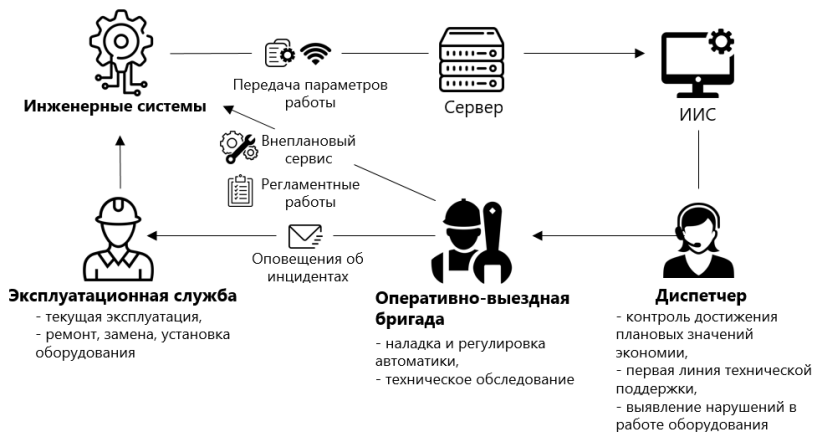 Инженерные системы
Передача параметров
работы
Сервер
ИИС
Внеплановый
сервис
Регламентные
работы
Оповещения об
инцидентах
Эксплуатационная служба
- текущая эксплуатация,
- ремонт, замена, установка
оборудования
Оперативно-выездная
бригада
- наладка и регулировка
автоматики,
- техническое обследование
Диспетчер
- контроль достижения
плановых значений
экономии,
- первая линия технической
поддержки,
- выявление нарушений в
работе оборудования